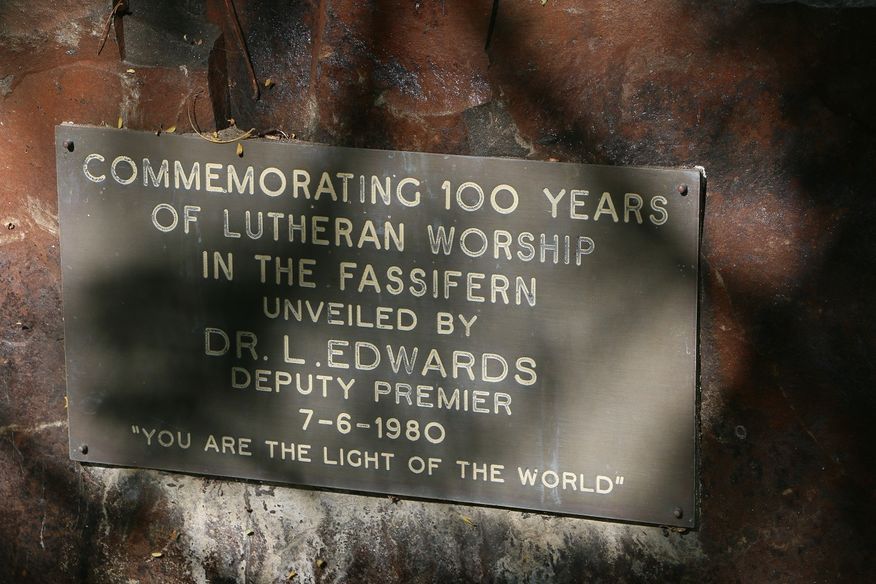 COMMEMORATING 100 YEARS
OF LUTHERAN WORSHIP
IN THE FASSIFERN
UNVEILED BY
DR. L. EDWARDS
DEPUTY PREMIER
7-6-1980
"YOU ARE THE LIGHT OF THE WORLD"